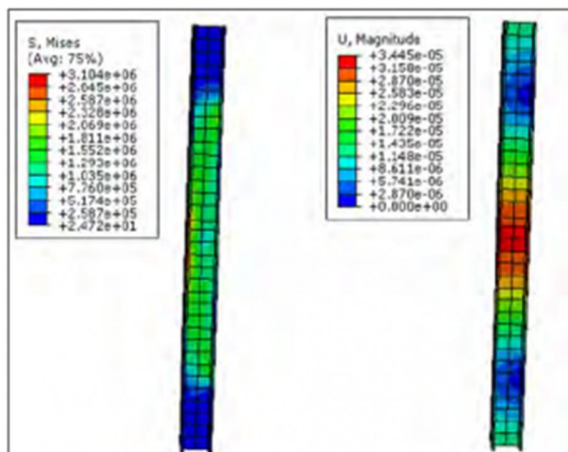 S, Mises
(Avg: 75%)
+3.104e+06
+2.845e+06
+2.587e+06
+2.328e+06
+2.069e+06
+1.811e+06
+1.552e+06
+1.293e+06
+1.035e+06
+7.760e+05
+5.174e+05
+2.587e+05
+2.472e+01
U, Magnitude
+3.445e-05
+3.158e-05
+2.870e-05
+2.583e-05
+2.296e-05
+2.009e-05
+1.722e-05
+1.435e-05
+1.148e-05
+8.611e-06
+5.741e-06
+2.870e-06
+0.000e+00